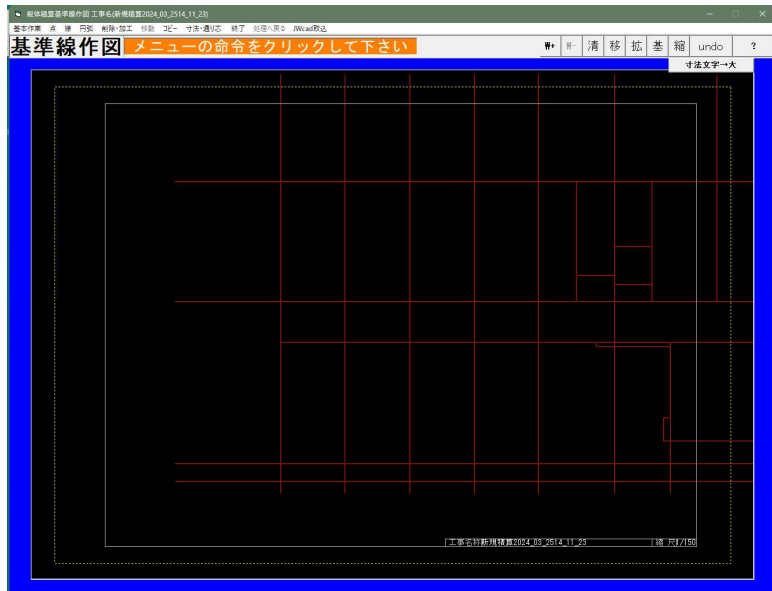 躯体積算基準線作図 工事名(新規積算2024_03_2514_11_23)
基本作業 点 線 円弧 削除・加工 移動 コピー 寸法・通り芯 終了 処理へ戻る JWcad取込
基準線作図 メニューの命令をクリックして下さい W+ W- 清 移 拡 基 縮 undo ?
寸法文字→大
工事名称新規積算2024_03_2514_11_23 縮 尺1/150